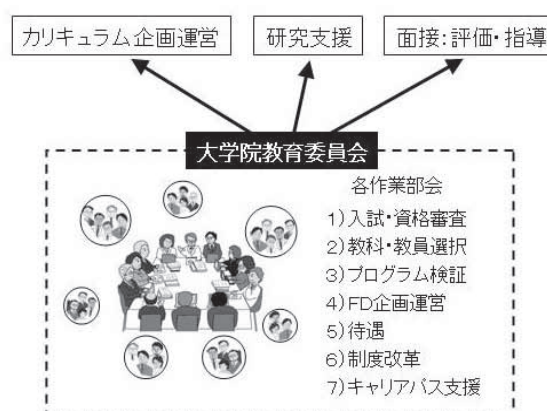 カリキュラム企画運営
研究支援
面接:評価・指導
大学院教育委員会
各作業部会
1)入試・資格審査
2)教科・教員選択
3)プログラム検証
4)FD企画運営
5)待遇
6)制度改革
7)キャリアパス支援